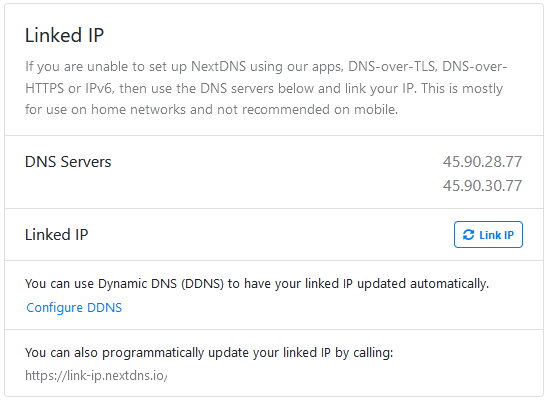 Linked IP
If you are unable to set up NextDNS using our apps, DNS-over-TLS, DNS-over-
HTTPS or IPv6, then use the DNS servers below and link your IP. This is mostly
for use on home networks and not recommended on mobile.
DNS Servers
45.90.28.77
45.90.30.77
Linked IP
Link IP
You can use Dynamic DNS (DDNS) to have your linked IP updated automatically.
Configure DDNS
You can also programmatically update your linked IP by calling:
https://link-ip.nextdns.io/